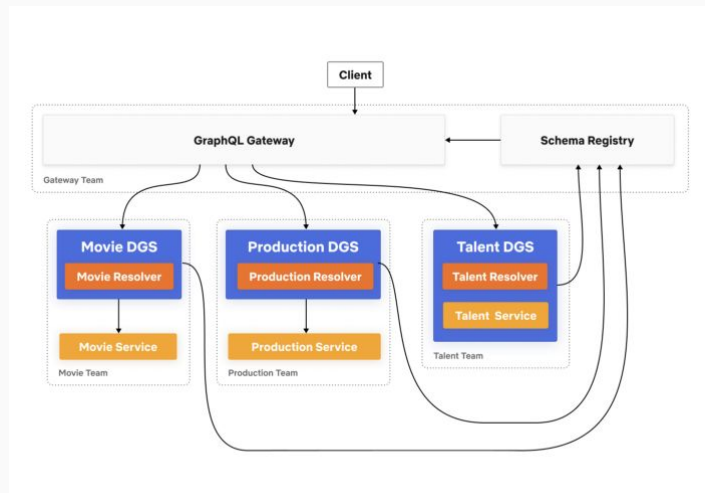 Client
GraphQL Gateway
Schema Registry
Gateway Team
Movie DGS
Movie Resolver
Movie Service
Movie Team
Production DGS
Production Resolver
Production Service
Production Team
Talent DGS
Talent Resolver
Talent Service
Talent Team